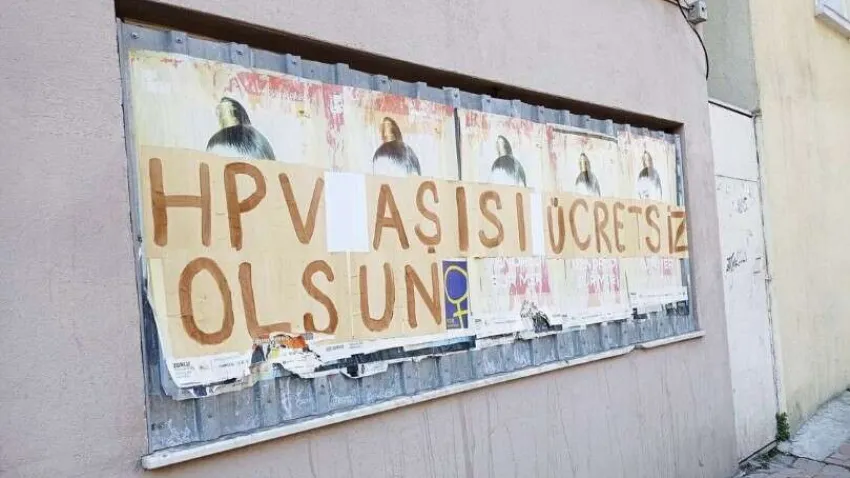 HPV AŞISI ÜCRETSİZ
OLSUN